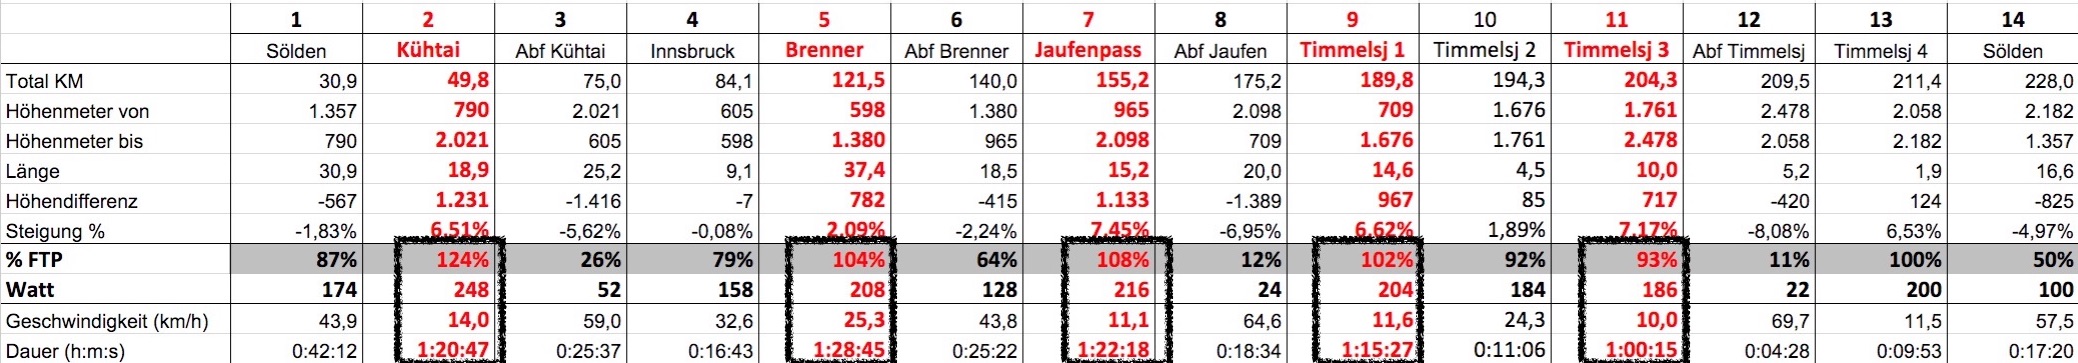 1 2 3 4 5 6 7 8 9 10 11 12 13 14
Sölden Kühtai Abf Kühtai Innsbruck Brenner Abf Brenner Jaufenpass Abf Jaufen Timmelsj 1 Timmelsj 2 Timmelsj 3 Abf Timmelsj Timmelsj 4 Sölden
Total KM 30,9 49,8 75,0 84,1 121,5 140,0 155,2 175,2 189,8 194,3 204,3 209,5 211,4 228,0
Höhenmeter von 1.357 790 2.021 605 598 1.380 965 2.098 709 1.676 1.761 2.478 2.058 2.182
Höhenmeter bis 790 2.021 605 598 1.380 965 2.098 709 1.676 1.761 2.478 2.058 2.182 1.357
Länge 30,9 18,9 25,2 9,1 37,4 18,5 15,2 20,0 14,6 4,5 10,0 5,2 1,9 16,6
Höhendifferenz -567 1.231 -1.416 -7 782 -415 1.133 -1.389 967 85 717 -420 124 -825
Steigung % -1,83% 6,51% -5,62% -0,08% 2,09% -2,24% 7,45% -6,95% 6,62% 1,89% 7,17% -8,08% 6,53% -4,97%
% FTP 87% 124% 26% 79% 104% 64% 108% 12% 102% 92% 93% 11% 100% 50%
Watt 174 248 52 158 208 128 216 24 204 184 186 22 200 100
Geschwindigkeit (km/h) 43,9 14,0 59,0 32,6 25,3 43,8 11,1 64,6 11,6 24,3 10,0 69,7 11,5 57,5
Dauer (h:m:s) 0:42:12 1:20:47 0:25:37 0:16:43 1:28:45 0:25:22 1:22:18 0:18:34 1:15:27 0:11:06 1:00:15 0:04:28 0:09:53 0:17:20